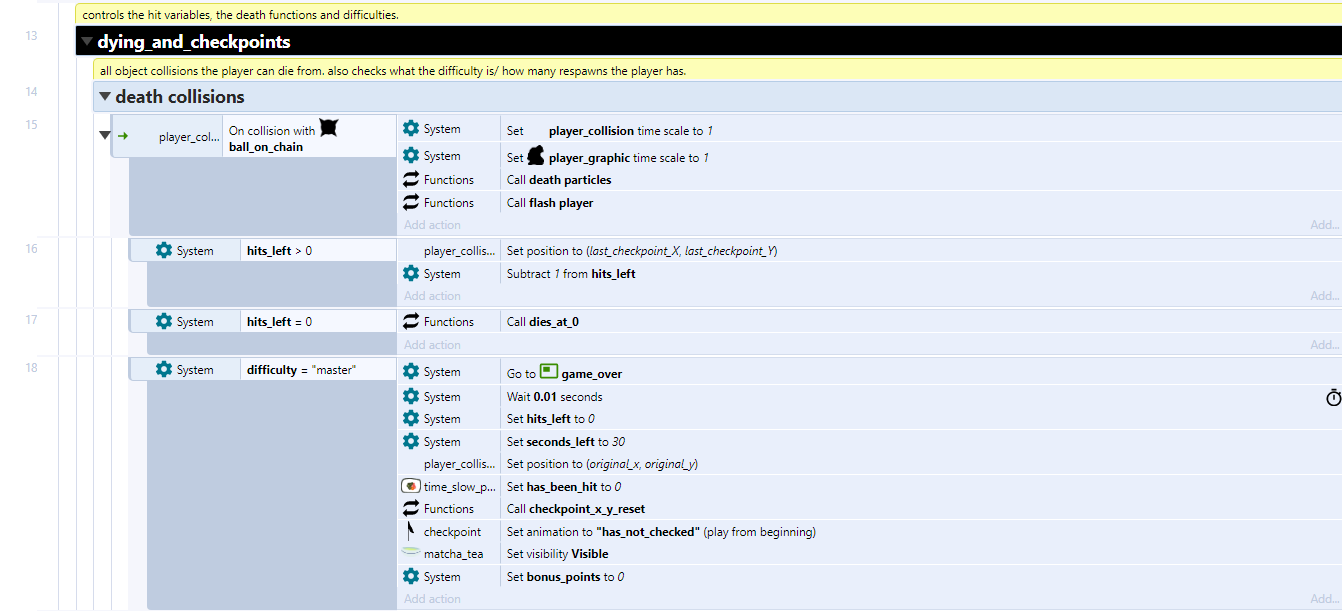 controls the hit variables, the death functions and difficulties.
13 dying_and_checkpoints
all object collisions the player can die from. also checks what the difficulty is/ how many respawns the player has.
14 death collisions
15 player_col... On collision with ball_on_chain
System Set player_collision time scale to 1
System Set player_graphic time scale to 1
Functions Call death particles
Functions Call flash player
Add action Add...
16 System hits_left > 0 player_collis... Set position to (last_checkpoint_X, last_checkpoint_Y)
System Subtract 1 from hits_left
Add action Add...
17 System hits_left = 0 Functions Call dies_at_0
Add action Add...
18 System difficulty = "master" System Go to game_over
System Wait 0.01 seconds
System Set hits_left to 0
System Set seconds_left to 30
player_collis... Set position to (original_x, original_y)
time_slow_p... Set has_been_hit to 0
Functions Call checkpoint_x_y_reset
checkpoint Set animation to "has_not_checked" (play from beginning)
matcha_tea Set visibility Visible
System Set bonus_points to 0
Add action Add...